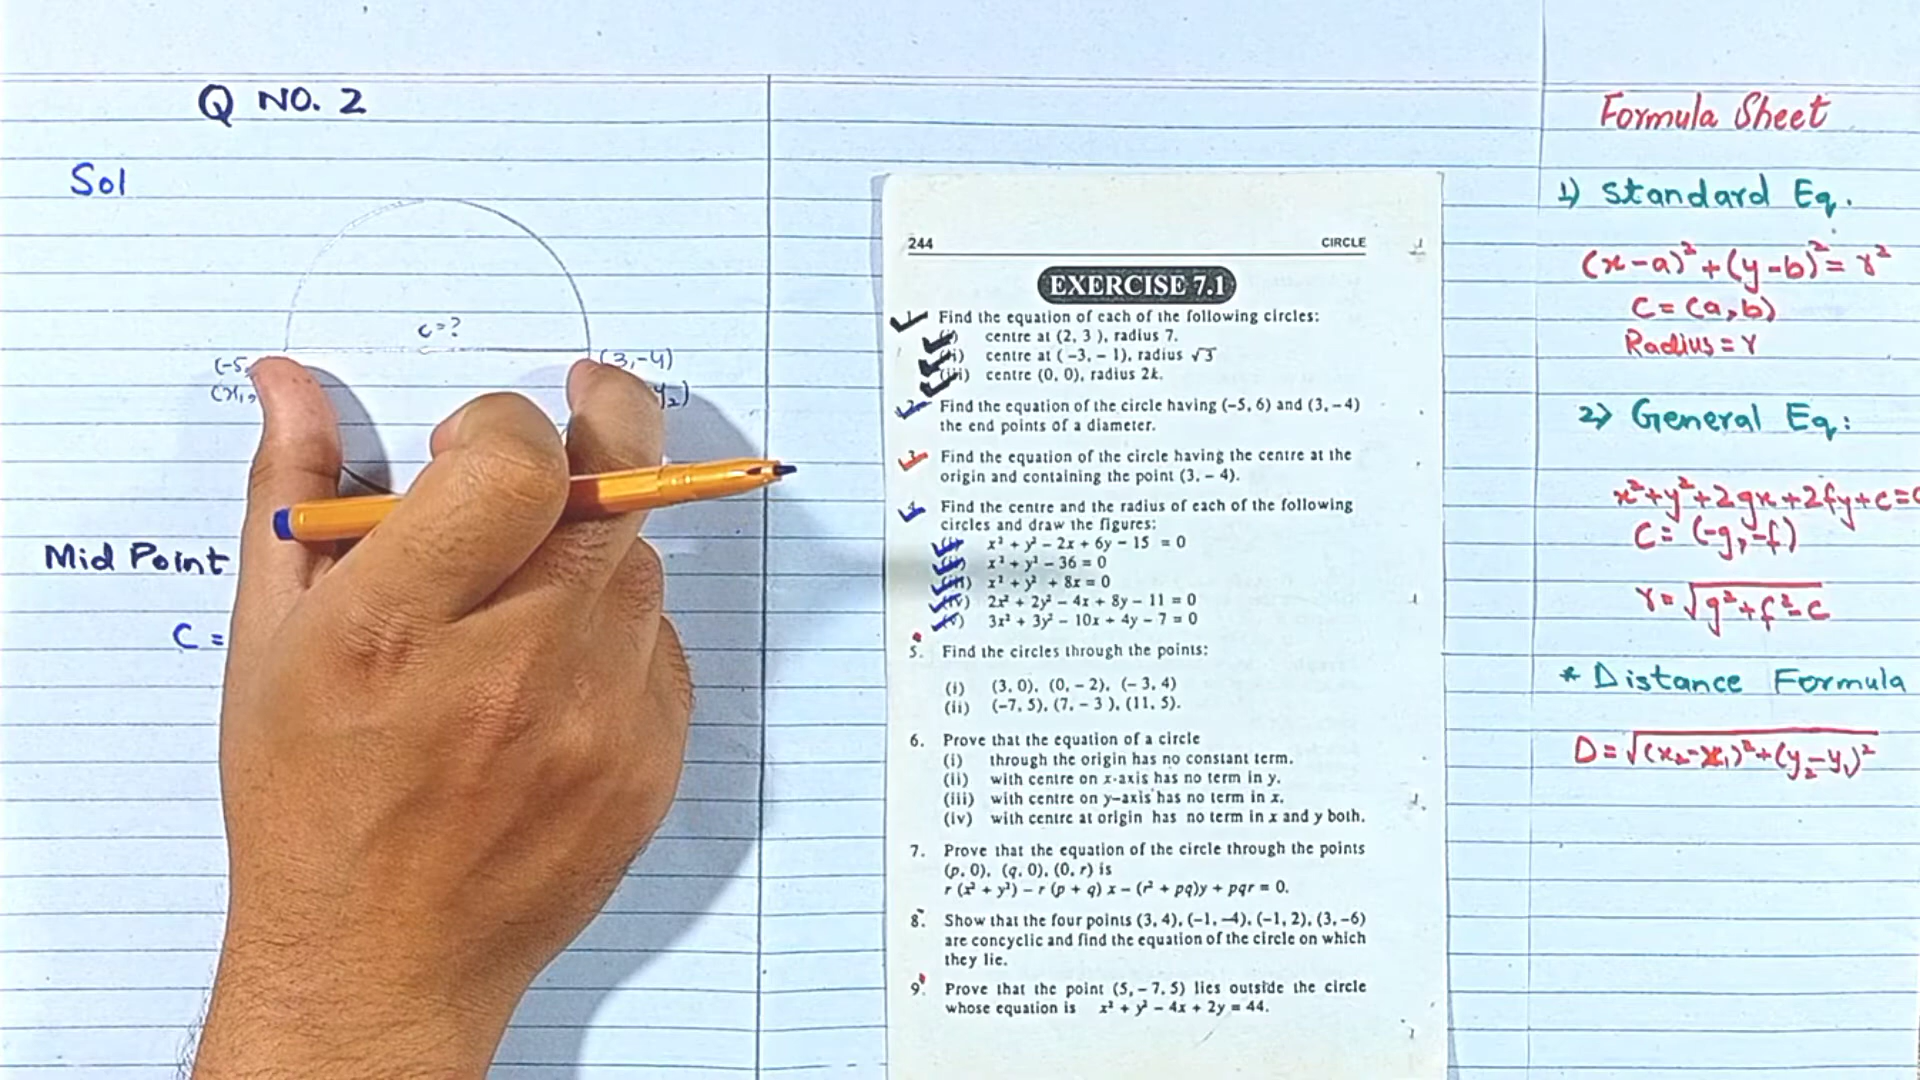 Q NO. 2
Sol
c=?
(-5,
(3,-4)
(x₁,
y₂)
Mid Point
C =
244 CIRCLE
EXERCISE 7.1
1. Find the equation of each of the following circles:
(i) centre at (2, 3 ), radius 7.
(ii) centre at ( −3, − 1), radius √3
(iii) centre (0, 0), radius 2k.
2. Find the equation of the circle having (−5, 6) and (3, −4)
the end points of a diameter.
3. Find the equation of the circle having the centre at the
origin and containing the point (3, − 4).
4. Find the centre and the radius of each of the following
circles and draw the figures:
(i) x² + y² − 2x + 6y − 15 = 0
(ii) x² + y² − 36 = 0
(iii) x² + y² + 8x = 0
(iv) 2x² + 2y² − 4x + 8y − 11 = 0
(v) 3x² + 3y² − 10x + 4y − 7 = 0
5. Find the circles through the points:
(i) (3, 0), (0, − 2), (− 3, 4)
(ii) (−7, 5), (7, − 3 ), (11, 5).
6. Prove that the equation of a circle
(i) through the origin has no constant term.
(ii) with centre on x-axis has no term in y.
(iii) with centre on y-axis has no term in x.
(iv) with centre at origin has no term in x and y both.
7. Prove that the equation of the circle through the points
(p, 0), (q, 0), (0, r) is
r (x² + y²) − r (p + q) x − (r² + pq)y + pqr = 0.
8. Show that the four points (3, 4), (−1, −4), (−1, 2), (3, −6)
are concyclic and find the equation of the circle on which
they lie.
9. Prove that the point (5, − 7, 5) lies outside the circle
whose equation is x² + y² − 4x + 2y = 44.
Formula Sheet
1) Standard Eq.
(x-a)²+(y-b)²=r²
C=(a,b)
Radius=r
2) General Eq:
x²+y²+2gx+2fy+c=0
C=(-g,-f)
r=√g²+f²-c
* Distance Formula
D=√(x₂-x₁)²+(y₂-y₁)²